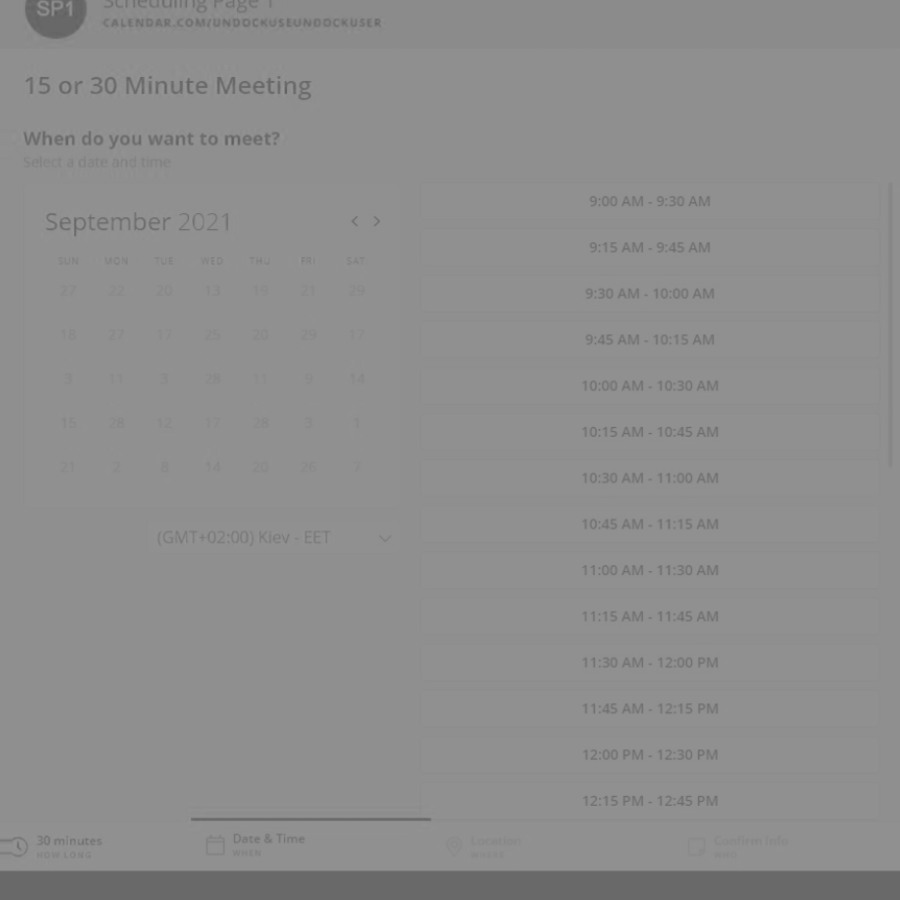 SP1
Scheduling Page 1
CALENDAR.COM/UNDOCKUSEUNDOCKUSER
15 or 30 Minute Meeting
When do you want to meet?
Select a date and time
September 2021
SUN MON TUE WED THU FRI SAT
27 22 20 13 18 21 29
18 27 17 25 20 29 17
3 11 3 28 11 9 14
15 28 12 17 28 3 1
21 2 8 14 20 26 7
(GMT+02:00) Kiev - EET
9:00 AM - 9:30 AM
9:15 AM - 9:45 AM
9:30 AM - 10:00 AM
9:45 AM - 10:15 AM
10:00 AM - 10:30 AM
10:15 AM - 10:45 AM
10:30 AM - 11:00 AM
10:45 AM - 11:15 AM
11:00 AM - 11:30 AM
11:15 AM - 11:45 AM
11:30 AM - 12:00 PM
11:45 AM - 12:15 PM
12:00 PM - 12:30 PM
12:15 PM - 12:45 PM
30 minutes
HOW LONG
Date & Time
WHEN
Location
WHERE
Confirm Info